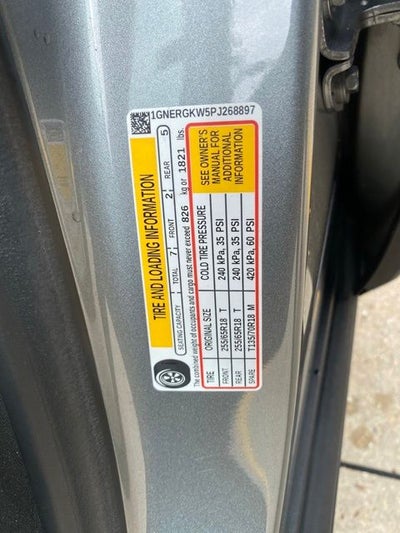 1GNERGKW5PJ268897
TIRE AND LOADING INFORMATION
SEATING CAPACITY TOTAL 7 FRONT 2 REAR 5
The combined weight of occupants and cargo must never exceed 826 kg or 1821 lbs.
TIRE ORIGINAL SIZE COLD TIRE PRESSURE
FRONT 255/65R18 T 240 kPa, 35 PSI
REAR 255/65R18 T 240 kPa, 35 PSI
SPARE T135/70R18 M 420 kPa, 60 PSI
SEE OWNER'S
MANUAL FOR
ADDITIONAL
INFORMATION